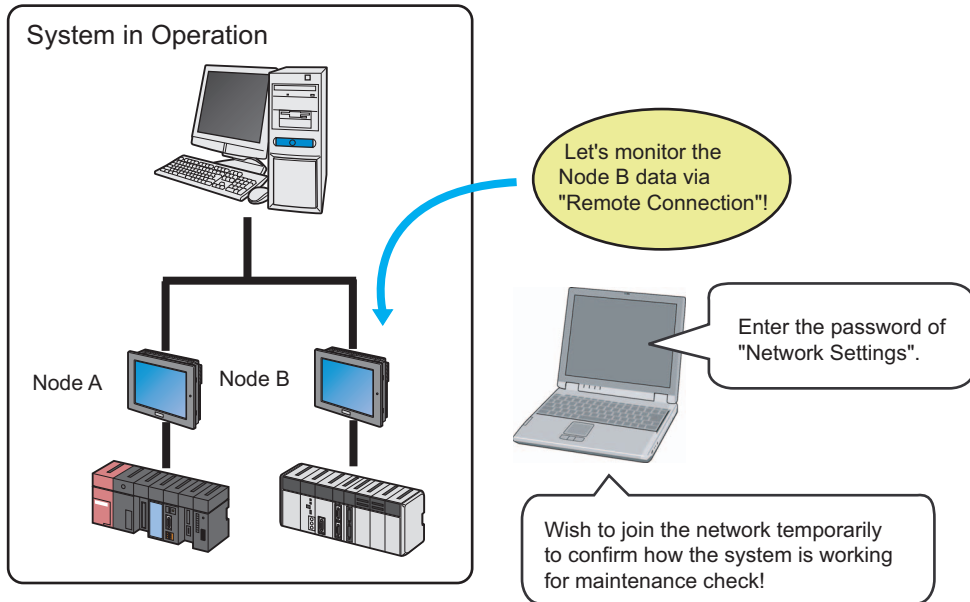 System in Operation
Let's monitor the
Node B data via
"Remote Connection"!
Enter the password of
"Network Settings".
Node A
Node B
Wish to join the network temporarily
to confirm how the system is working
for maintenance check!